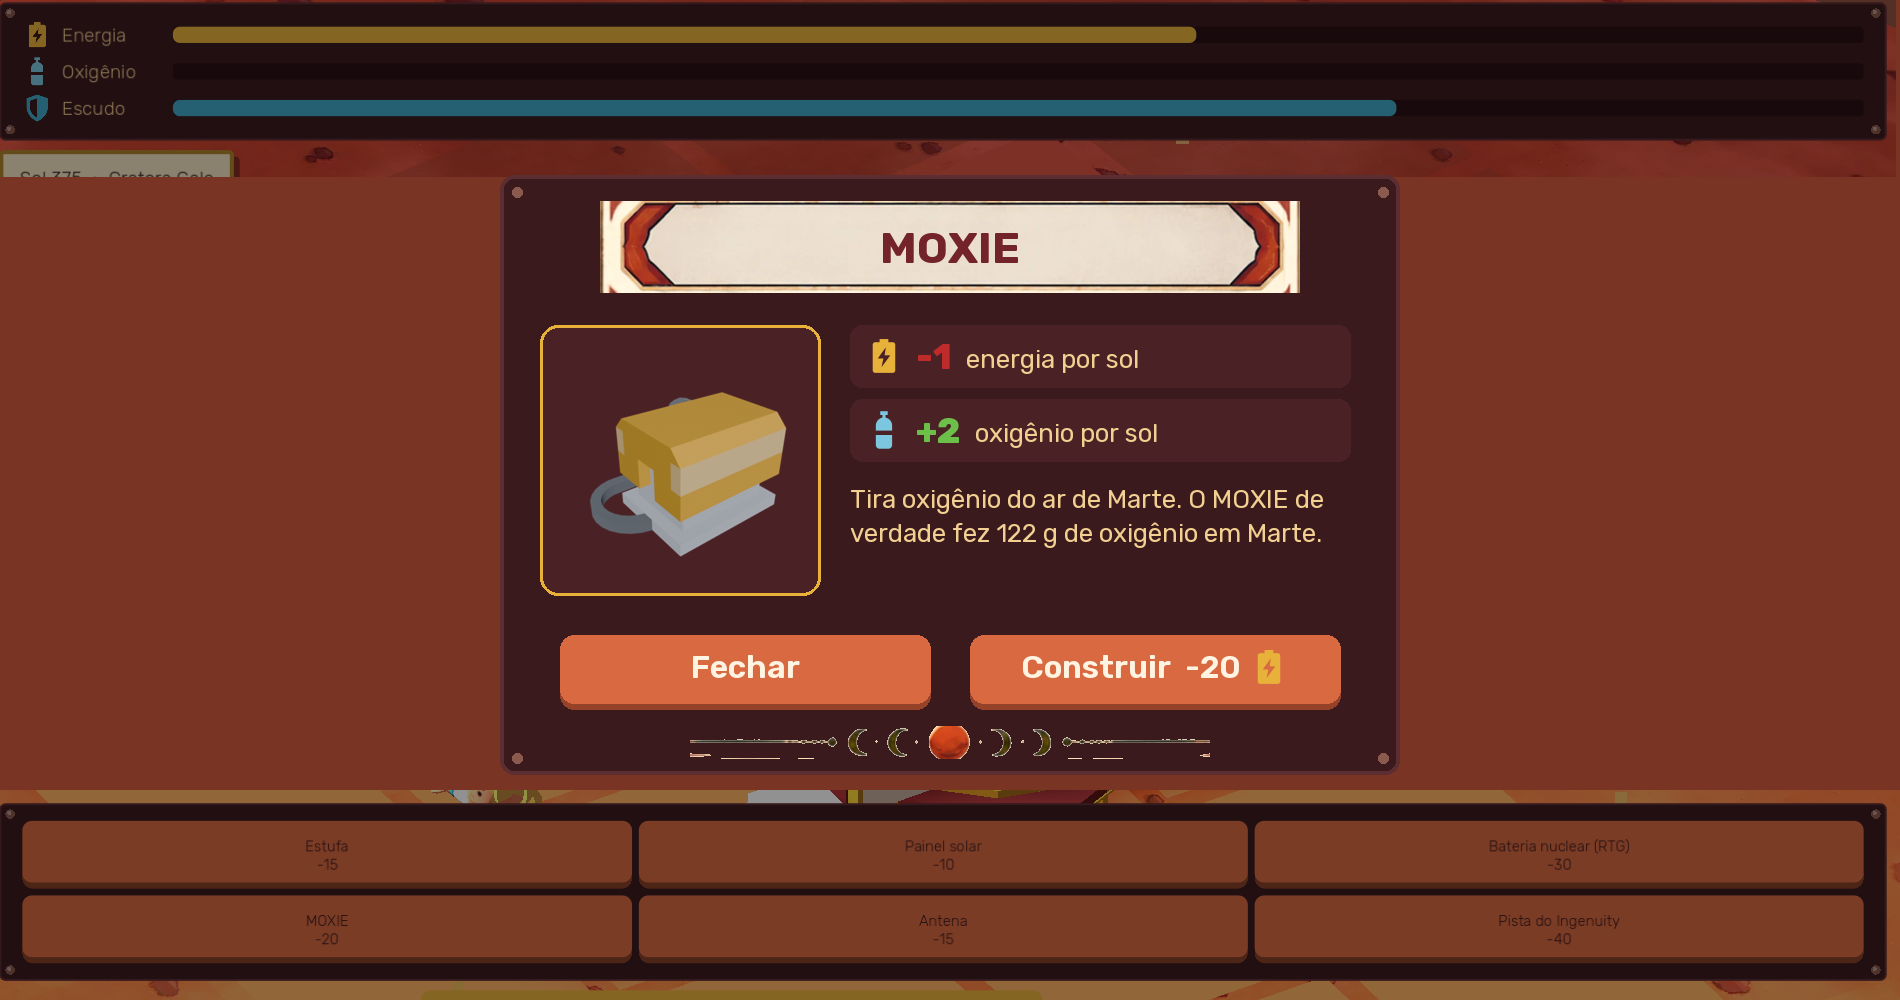 Energia
Oxigênio
Escudo
MOXIE
-1 energia por sol
+2 oxigênio por sol
Tira oxigênio do ar de Marte. O MOXIE de
verdade fez 122 g de oxigênio em Marte.
Fechar
Construir -20
Estufa
-15
Painel solar
-10
Bateria nuclear (RTG)
-30
MOXIE
-20
Antena
-15
Pista do Ingenuity
-40